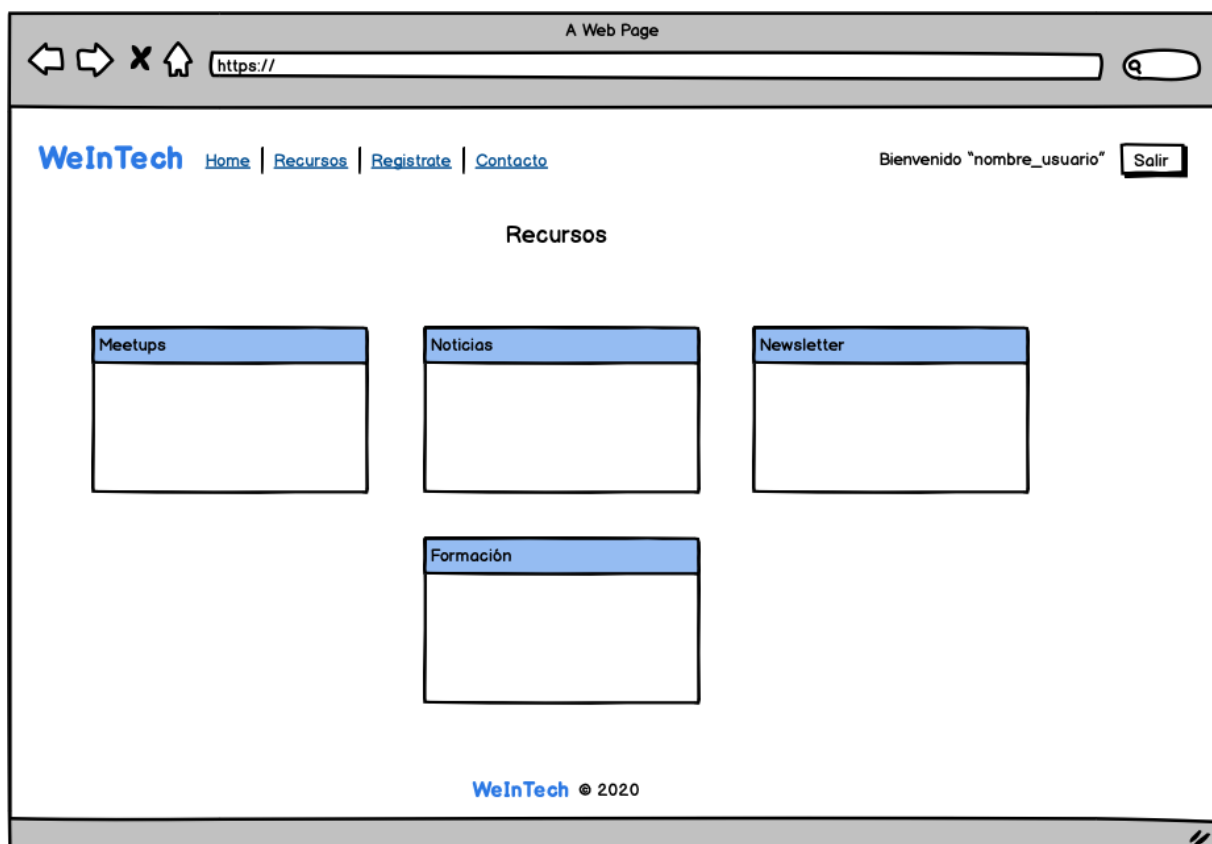 A Web Page
https://
WeInTech Home | Recursos | Registrate | Contacto Bienvenido "nombre_usuario" Salir
Recursos
Meetups Noticias Newsletter
Formación
WeInTech © 2020